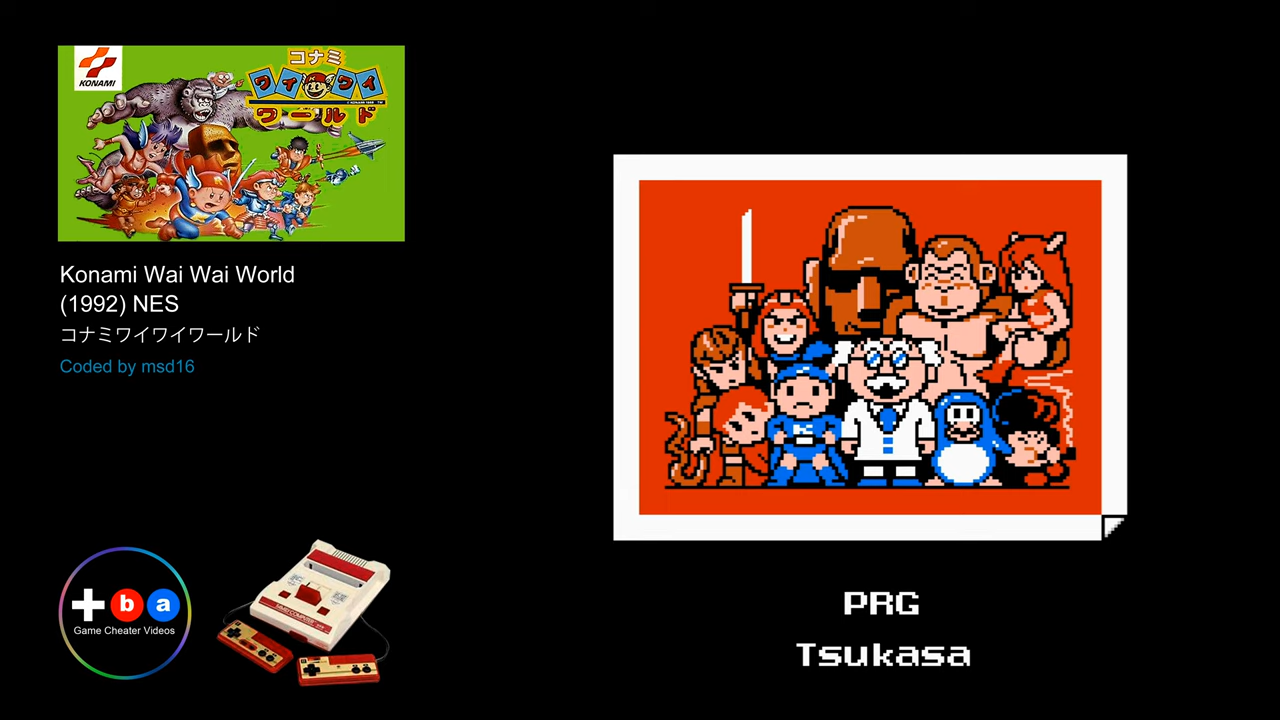 KONAMI
コナミ
ワイワイ
ワールド
Konami Wai Wai World
(1992) NES
コナミワイワイワールド
Coded by msd16
+ b a
Game Cheater Videos
PRG
Tsukasa